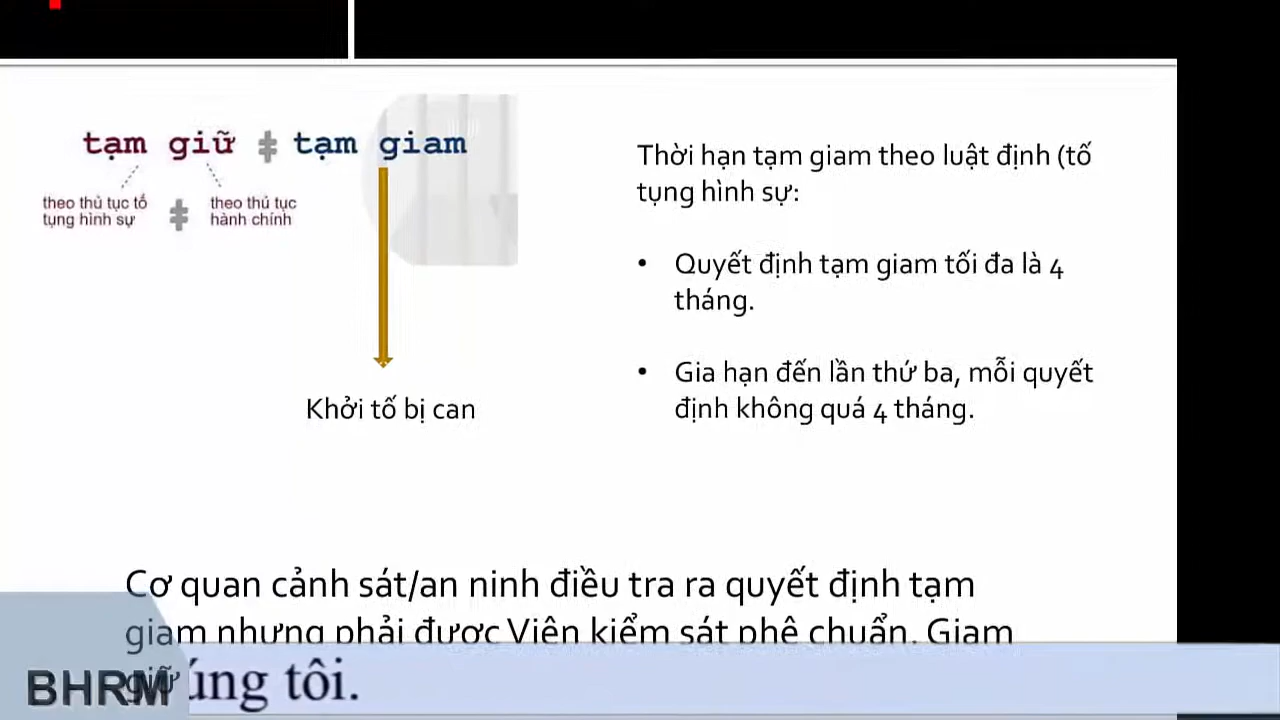 tạm giữ ≠ tạm giam
theo thủ tục tố
tụng hình sự
≠
theo thủ tục
hành chính
Khởi tố bị can
Thời hạn tạm giam theo luật định (tố
tụng hình sự:
• Quyết định tạm giam tối đa là 4
tháng.
• Gia hạn đến lần thứ ba, mỗi quyết
định không quá 4 tháng.
Cơ quan cảnh sát/an ninh điều tra ra quyết định tạm
giam nhưng phải được Viện kiểm sát phê chuẩn. Giam
giữ
BHRM
úng tôi.